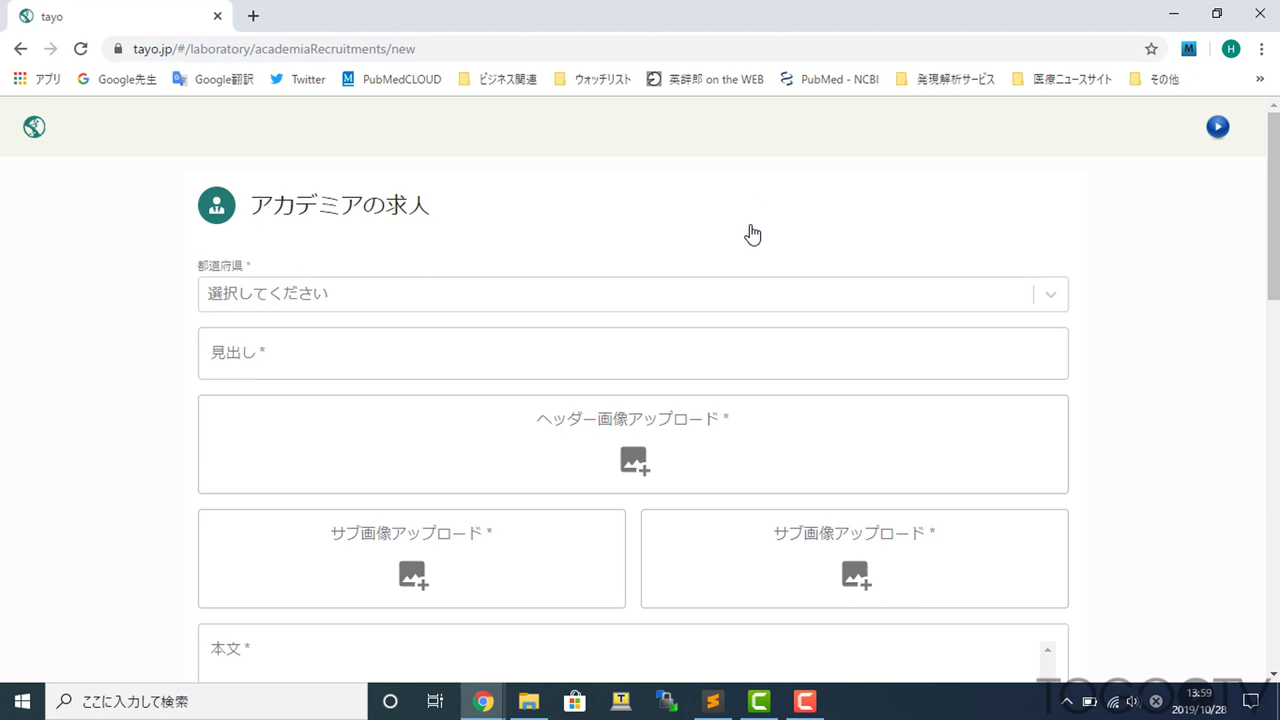 tayo
tayo.jp/#/laboratory/academiaRecruitments/new
H
アプリ Google先生 Google翻訳 Twitter PubMedCLOUD ビジネス関連 ウォッチリスト 英辞郎 on the WEB PubMed - NCBI 発現解析サービス 医療ニュースサイト その他 »
アカデミアの求人
都道府県 *
選択してください
見出し *
ヘッダー画像アップロード *
サブ画像アップロード * サブ画像アップロード *
本文 *
ここに入力して検索
13:59
2019/10/28